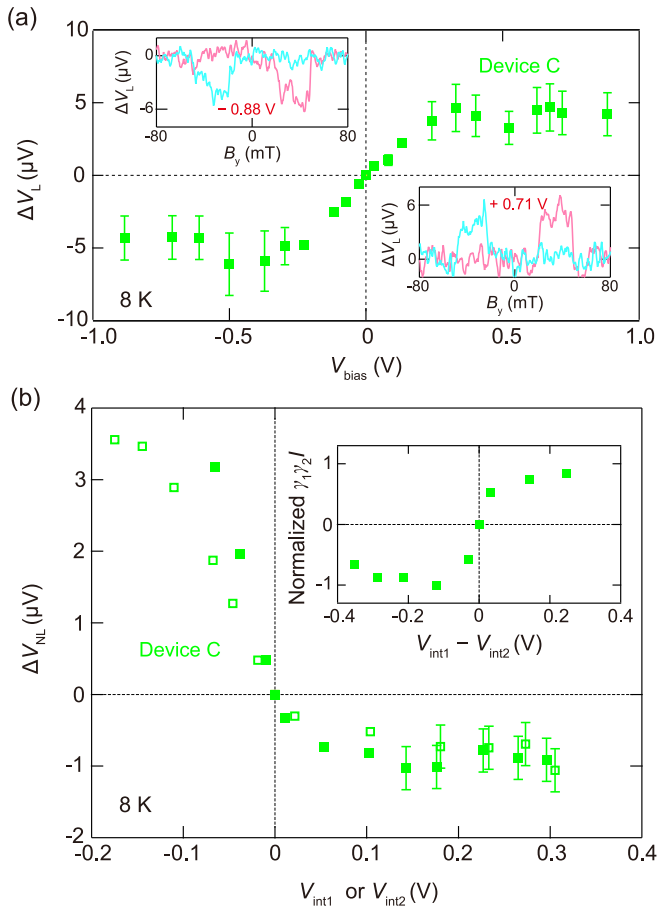 (a)
10
5
0
-5
-10
ΔV_L (μV)
Device C
8 K
-1.0 -0.5 0 0.5 1.0
V_bias (V)
0
-6
ΔV_L (μV)
− 0.88 V
-80 0 80
B_y (mT)
6
0
ΔV_L (μV)
+ 0.71 V
-80 0 80
B_y (mT)
(b)
4
3
2
1
0
-1
-2
ΔV_NL (μV)
Device C
8 K
-0.2 -0.1 0 0.1 0.2 0.3 0.4
V_int1 or V_int2 (V)
1
0
-1
Normalized γ₁γ₂I
-0.4 -0.2 0 0.2 0.4
V_int1 − V_int2 (V)